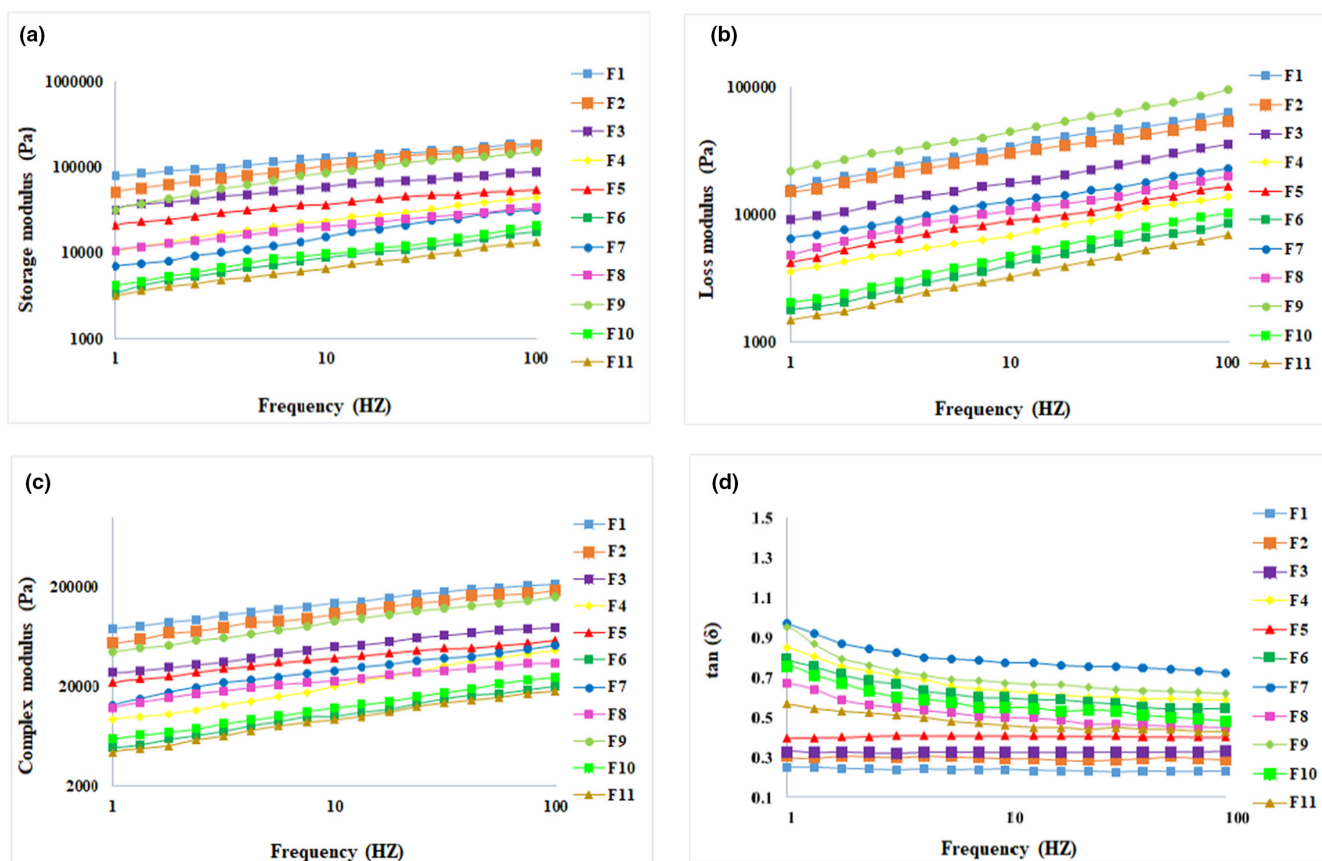 (a)
Storage modulus (Pa)
1000000
100000
10000
1000
1
10
100
Frequency (HZ)
F1
F2
F3
F4
F5
F6
F7
F8
F9
F10
F11
(b)
Loss modulus (Pa)
100000
10000
1000
1
10
100
Frequency (HZ)
F1
F2
F3
F4
F5
F6
F7
F8
F9
F10
F11
(c)
Complex modulus (Pa)
200000
20000
2000
1
10
100
Frequency (HZ)
F1
F2
F3
F4
F5
F6
F7
F8
F9
F10
F11
(d)
tan (δ)
1.5
1.3
1.1
0.9
0.7
0.5
0.3
0.1
1
10
100
Frequency (HZ)
F1
F2
F3
F4
F5
F6
F7
F8
F9
F10
F11